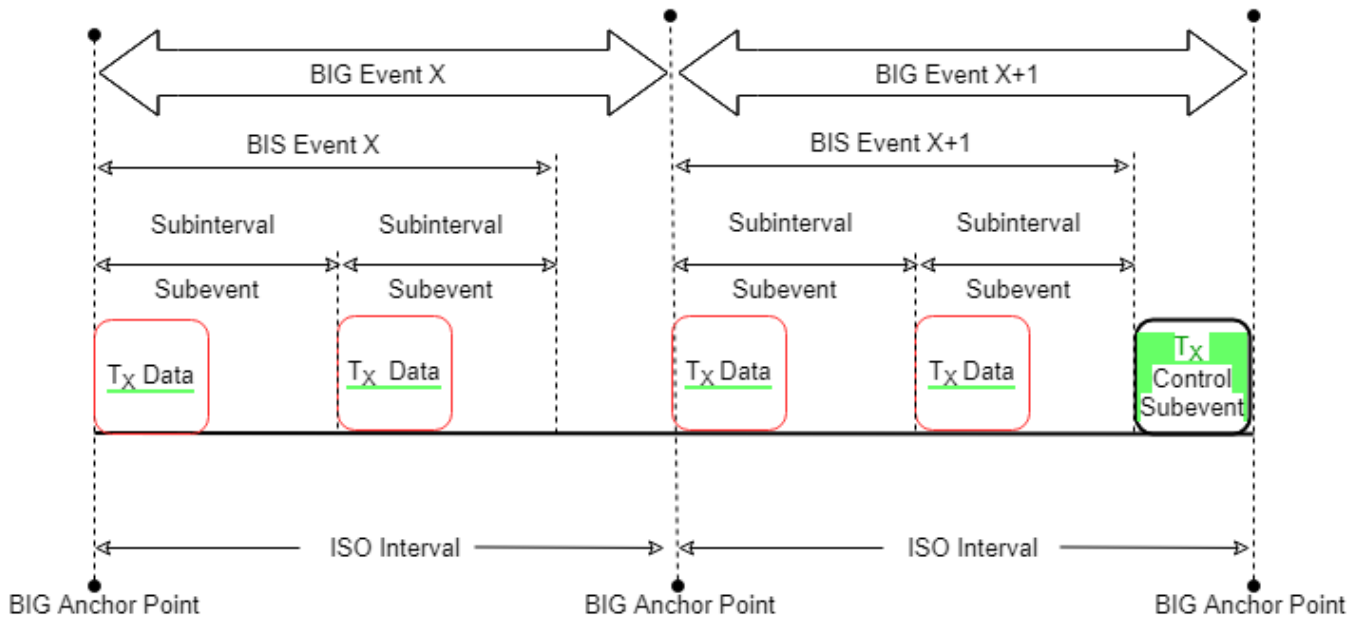 BIG Event X
BIG Event X+1
BIS Event X
BIS Event X+1
Subinterval
Subinterval
Subinterval
Subinterval
Subevent
Subevent
Subevent
Subevent
TX Data
TX Data
TX Data
TX Data
TX
Control
Subevent
ISO Interval
ISO Interval
BIG Anchor Point
BIG Anchor Point
BIG Anchor Point